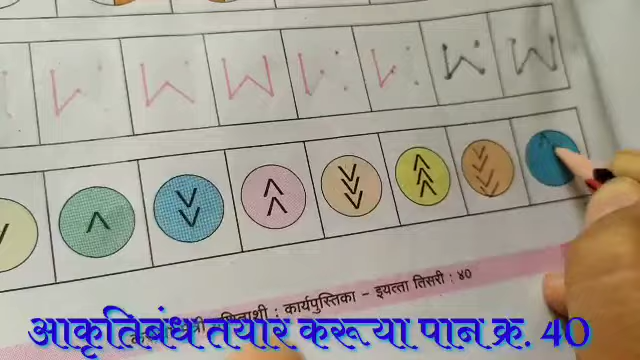 कार्यपुस्तिका - इयत्ता तिसरी : ४०
आकृतिबंध तयार करू या पान क्र. 40